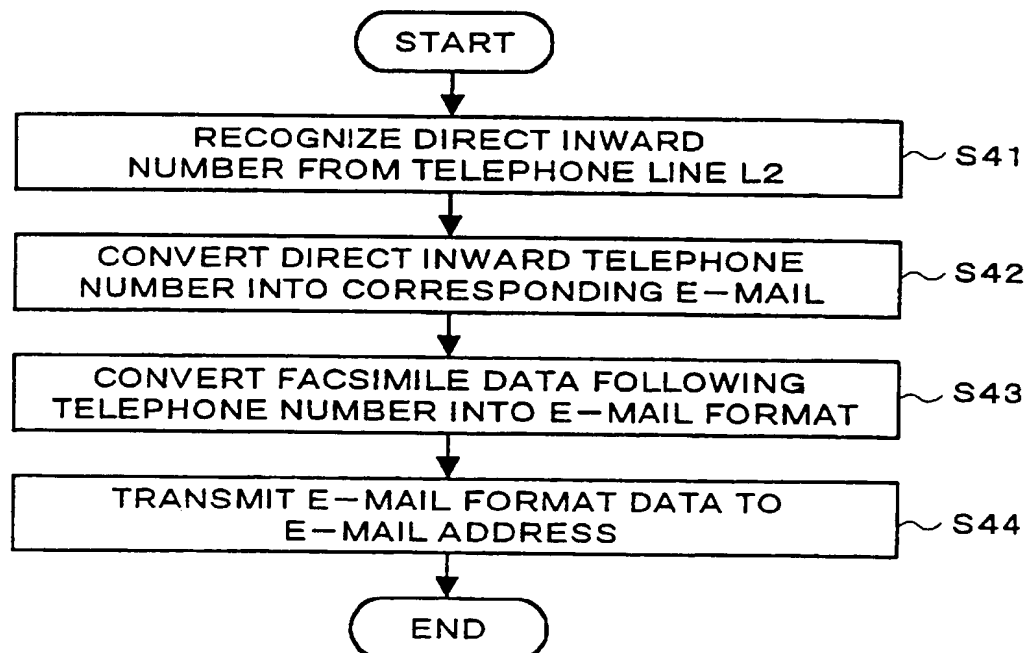 START
RECOGNIZE DIRECT INWARD
NUMBER FROM TELEPHONE LINE L2
S41
CONVERT DIRECT INWARD TELEPHONE
NUMBER INTO CORRESPONDING E-MAIL
S42
CONVERT FACSIMILE DATA FOLLOWING
TELEPHONE NUMBER INTO E-MAIL FORMAT
S43
TRANSMIT E-MAIL FORMAT DATA TO
E-MAIL ADDRESS
S44
END